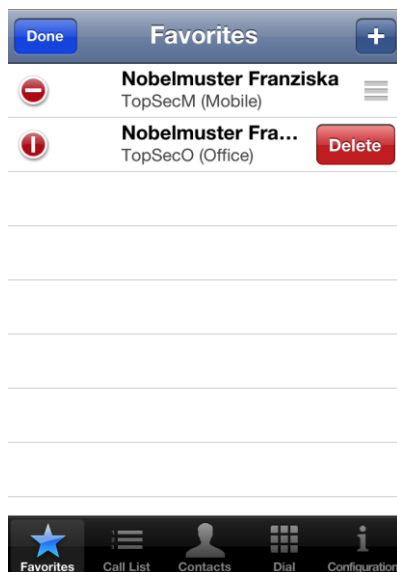 Done Favorites +
Nobelmuster Franziska
TopSecM (Mobile)
Nobelmuster Fra...
TopSecO (Office)
Delete
Favorites Call List Contacts Dial Configuration